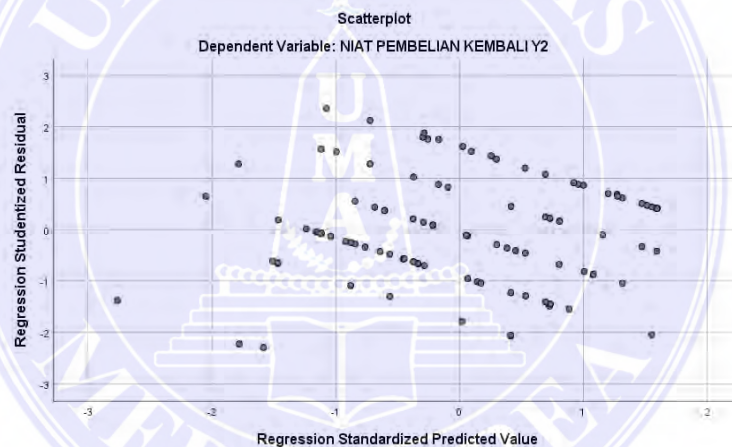 Scatterplot
Dependent Variable: NIAT PEMBELIAN KEMBALI Y2
Regression Studentized Residual
3
2
1
0
-1
-2
-3
-3
-2
-1
0
1
2
Regression Standardized Predicted Value
UMA